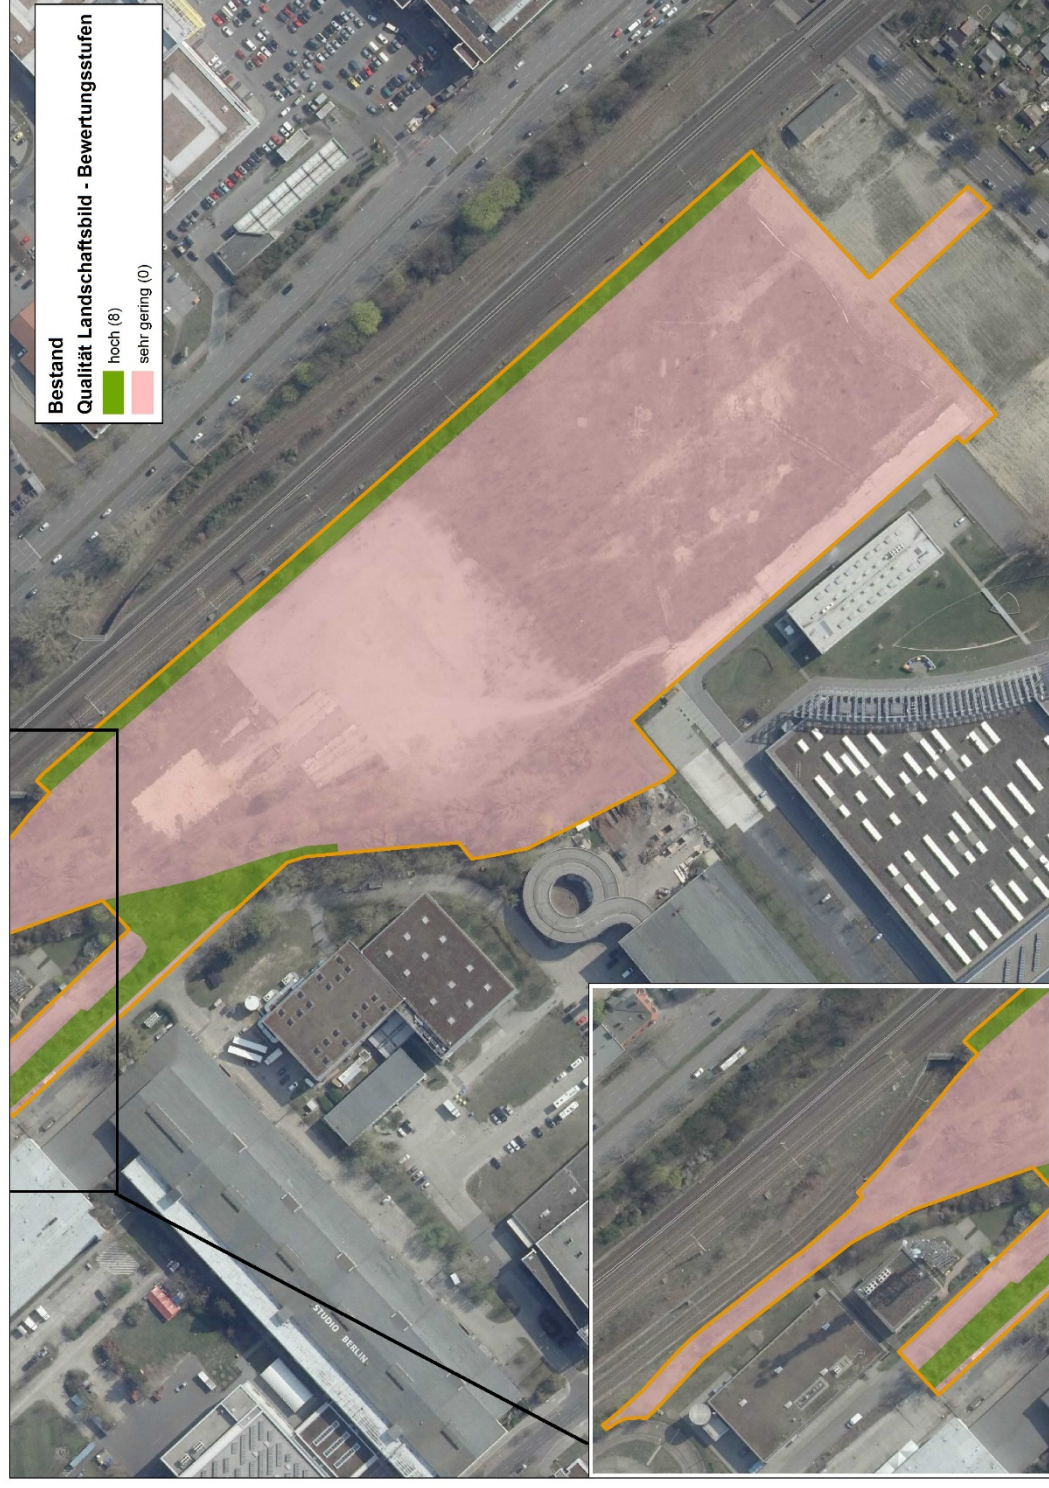 Bestand
Qualität Landschaftsbild - Bewertungsstufen
hoch (8)
sehr gering (0)
STUDIO BERLIN